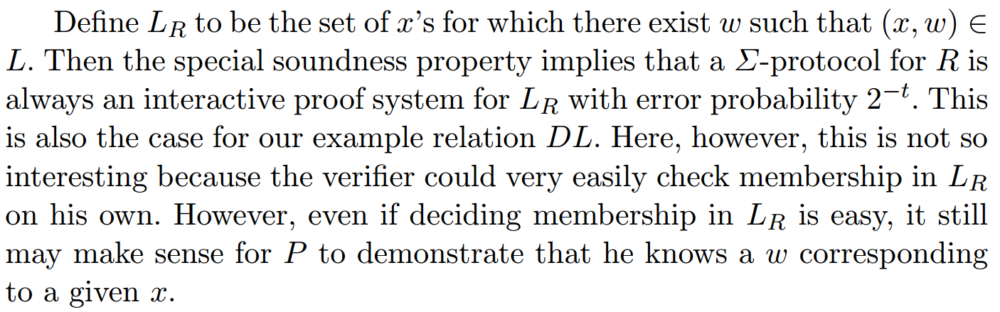 Define L_R to be the set of x's for which there exist w such that (x, w) ∈
L. Then the special soundness property implies that a Σ-protocol for R is
always an interactive proof system for L_R with error probability 2^{-t}. This
is also the case for our example relation DL. Here, however, this is not so
interesting because the verifier could very easily check membership in L_R
on his own. However, even if deciding membership in L_R is easy, it still
may make sense for P to demonstrate that he knows a w corresponding
to a given x.